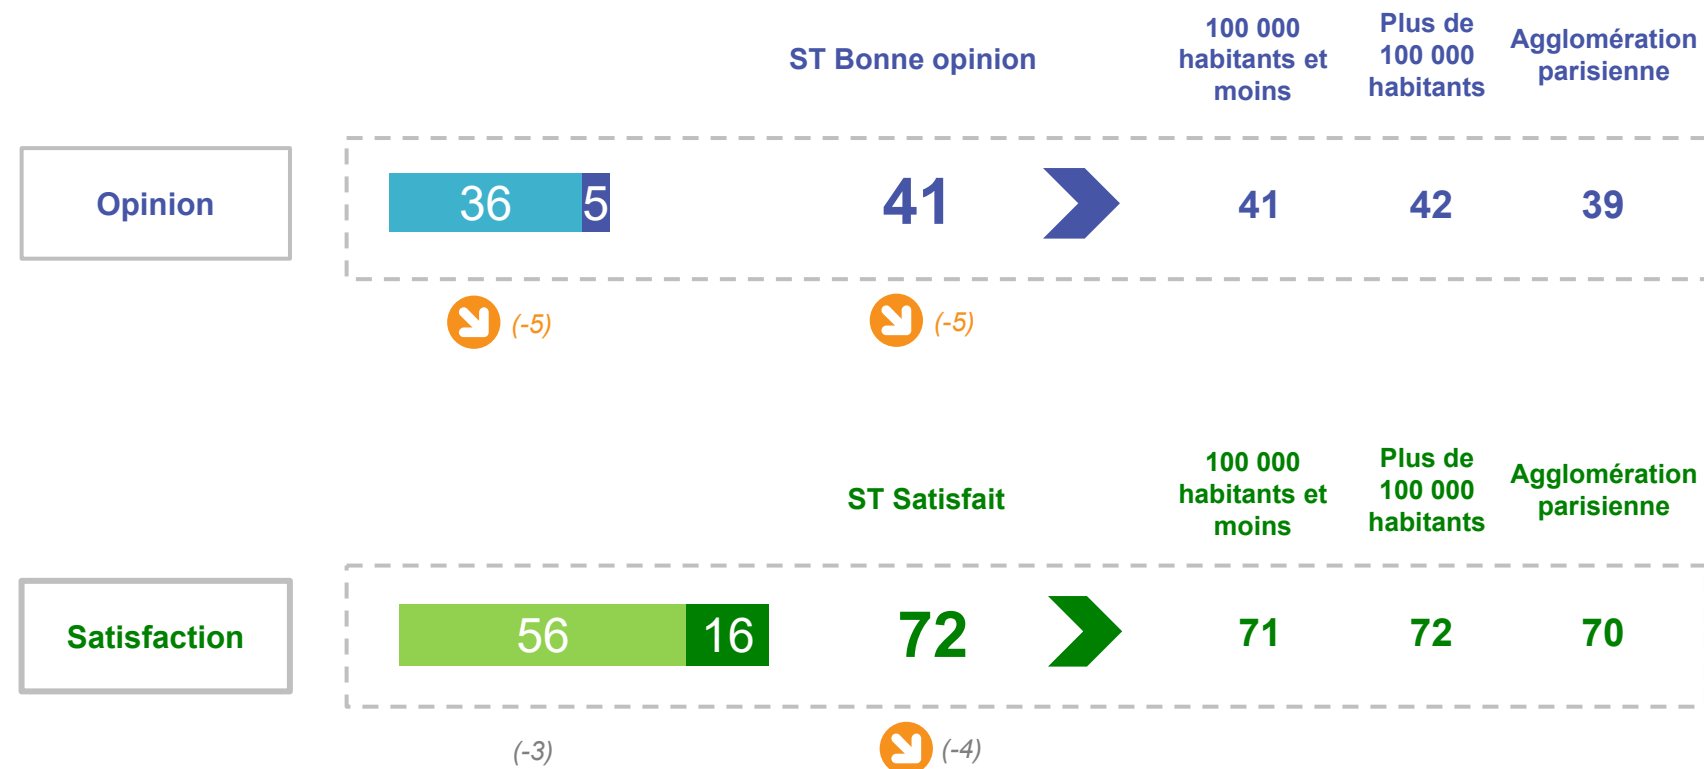 ST Bonne opinion
100 000
habitants et
moins
Plus de
100 000
habitants
Agglomération
parisienne
Opinion
36 5 41 41 42 39
(-5) (-5)
ST Satisfait
100 000
habitants et
moins
Plus de
100 000
habitants
Agglomération
parisienne
Satisfaction
56 16 72 71 72 70
(-3) (-4)